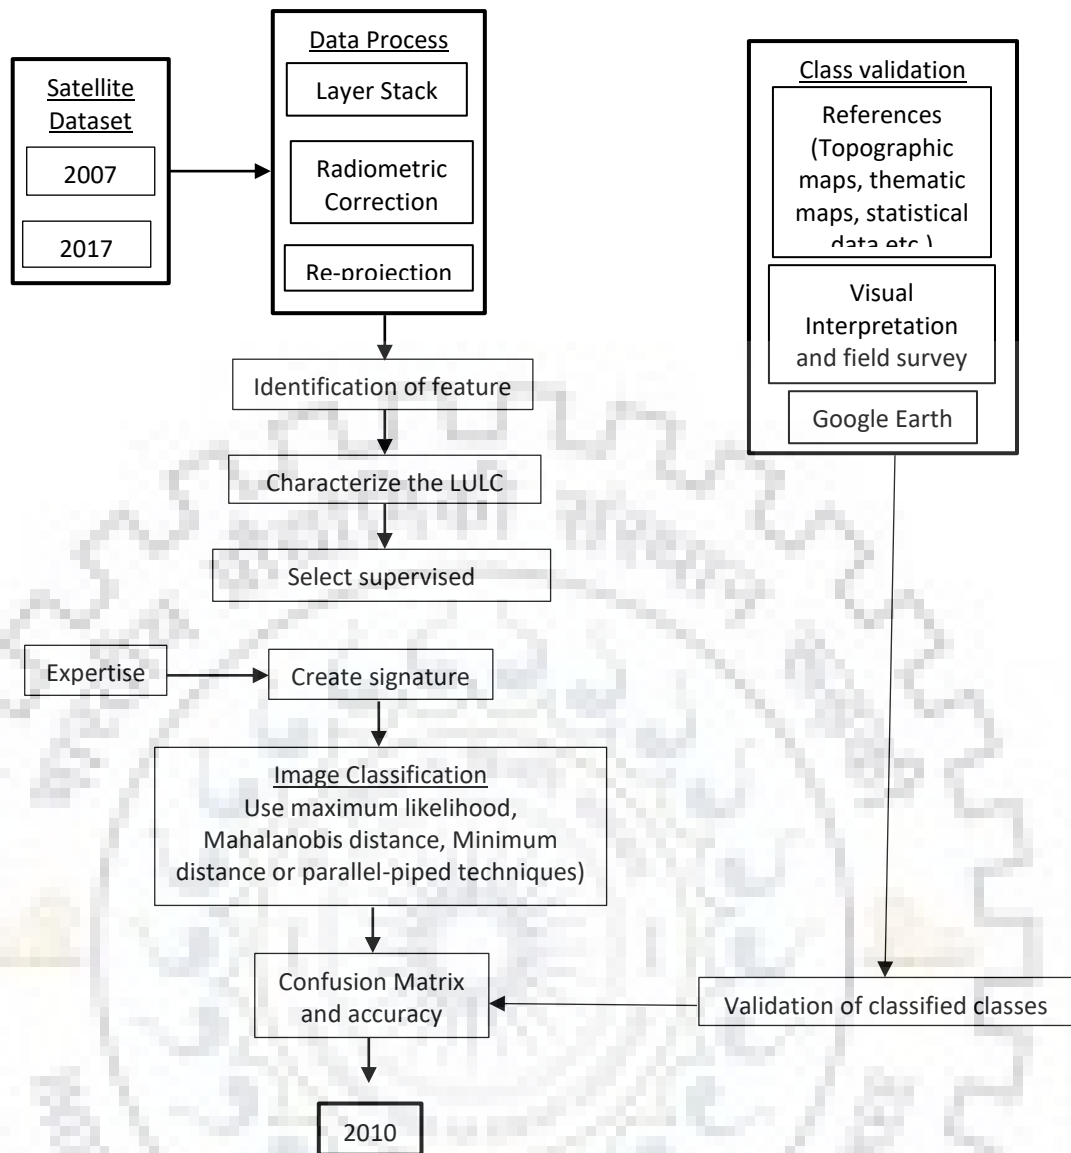 Satellite
Dataset
2007
2017
Data Process
Layer Stack
Radiometric
Correction
Re-projection
Class validation
References
(Topographic
maps, thematic
maps, statistical
data etc.)
Visual
Interpretation
and field survey
Google Earth
Identification of feature
Characterize the LULC
Select supervised
Expertise
Create signature
Image Classification
Use maximum likelihood,
Mahalanobis distance, Minimum
distance or parallel-piped techniques)
Confusion Matrix
and accuracy
Validation of classified classes
2010